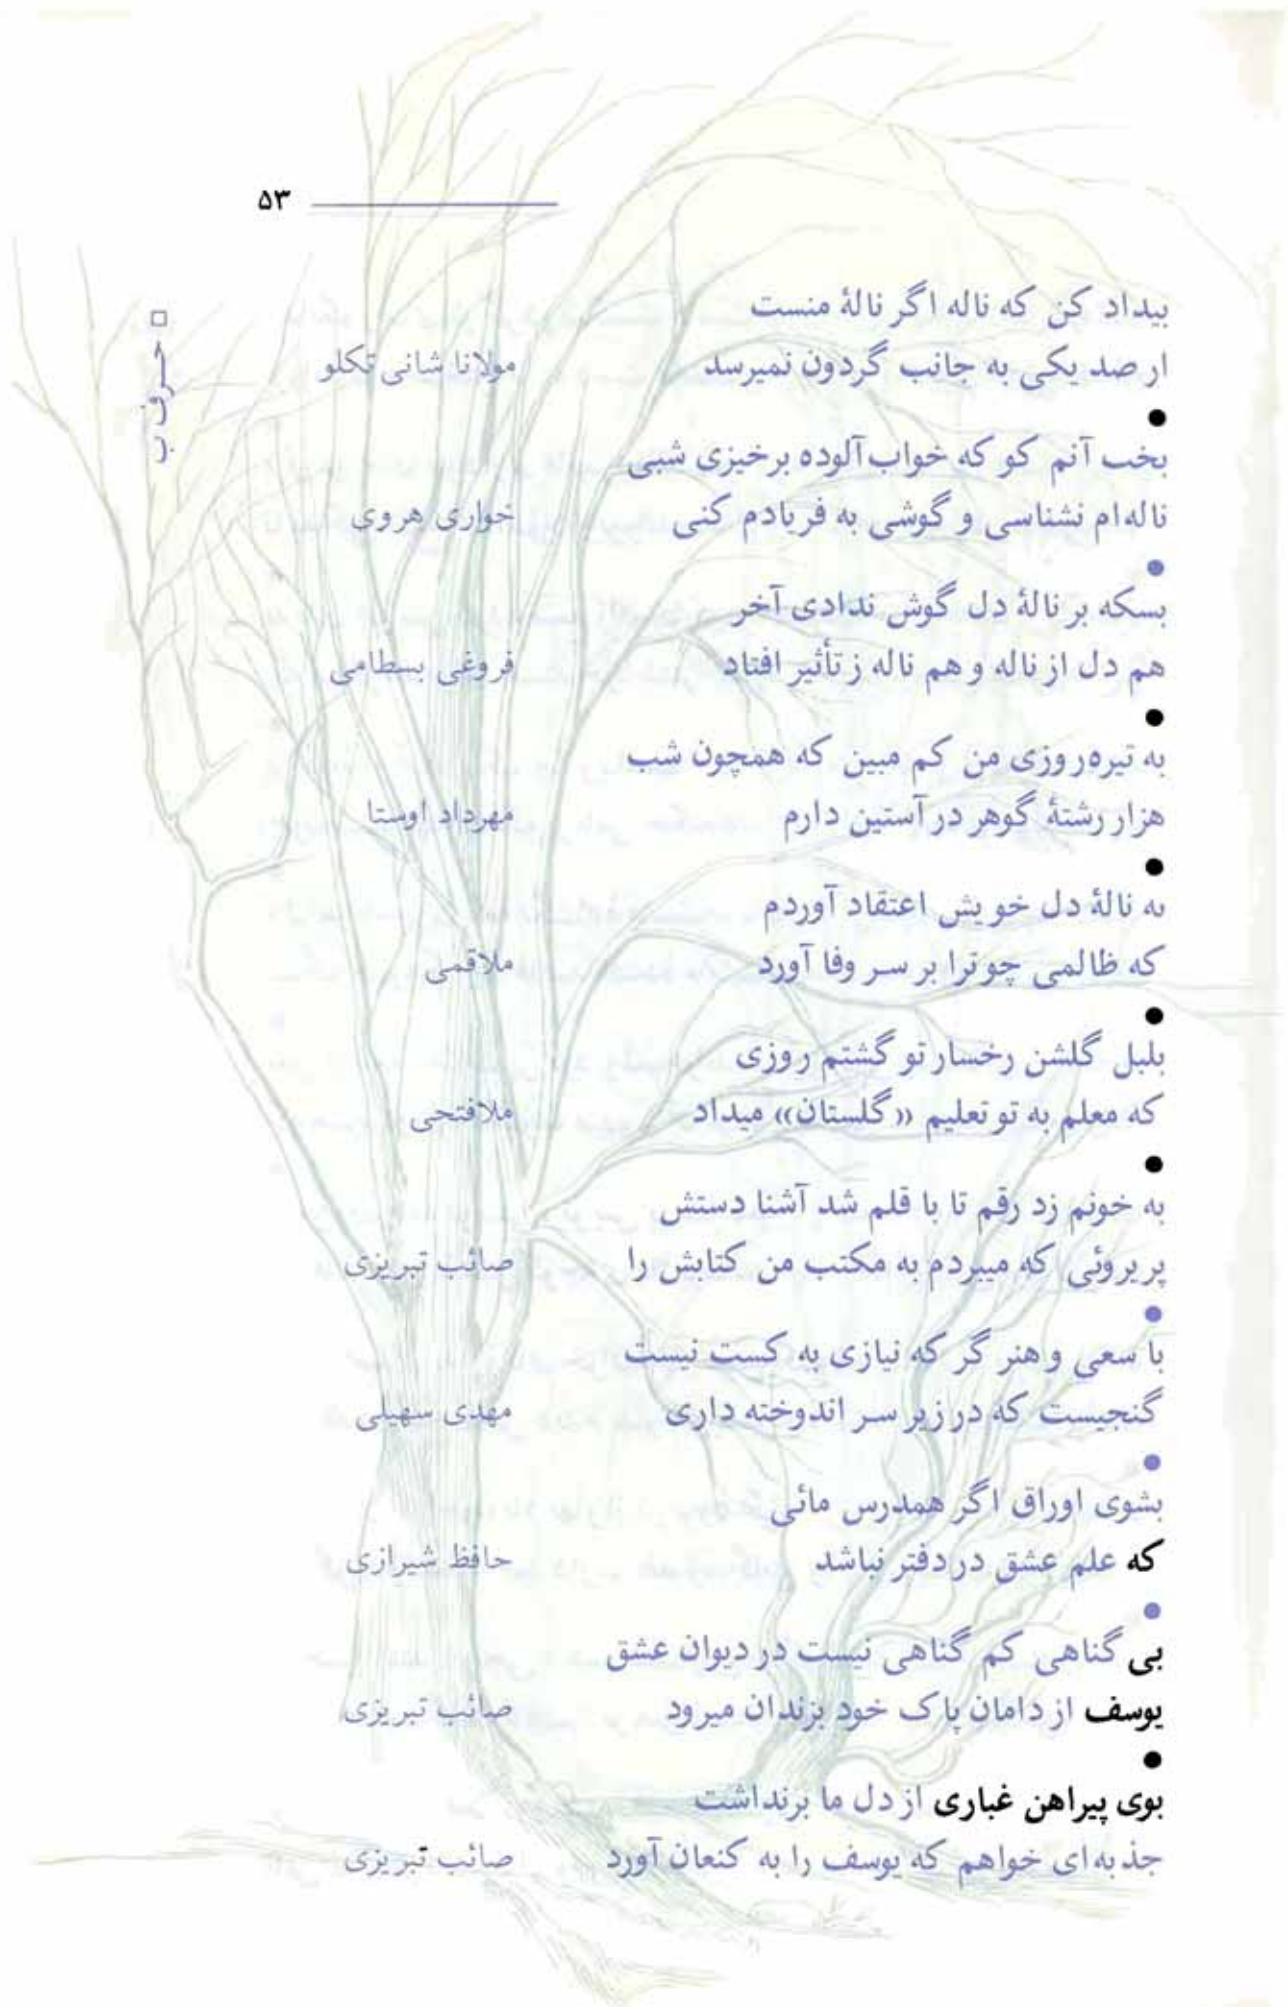 ۵۳
□ حرف ب
بیداد کن که ناله اگر نالۀ منست
ار صد یکی به جانب گردون نمیرسد مولانا شانی تکلو
●
بخب آنم کو که خواب‌آلوده برخیزی شبی
ناله‌ام نشناسی و گوشی به فریادم کنی خواری هروی
●
بسکه بر نالۀ دل گوش ندادی آخر
هم دل از ناله و هم ناله ز تأثیر افتاد فروغی بسطامی
●
به تیره‌روزی من کم مبین که همچون شب
هزار رشتۀ گوهر در آستین دارم مهرداد اوستا
●
به نالۀ دل خویش اعتقاد آوردم
که ظالمی چو ترا بر سر وفا آورد ملاقمی
●
بلبل گلشن رخسار تو گشتم روزی
که معلم به تو تعلیم «گلستان» میداد ملافتحی
●
به خونم زد رقم تا با قلم شد آشنا دستش
پریروئی که میبردم به مکتب من کتابش را صائب تبریزی
●
با سعی و هنر گر که نیازی به کست نیست
گنجیست که در زیر سر اندوخته داری مهدی سهیلی
●
بشوی اوراق اگر همدرس مائی
که علم عشق در دفتر نباشد حافظ شیرازی
●
بی گناهی کم گناهی نیست در دیوان عشق
یوسف از دامان پاک خود بزندان میرود صائب تبریزی
●
بوی پیراهن غباری از دل ما برنداشت
جذبه‌ای خواهم که یوسف را به کنعان آورد صائب تبریزی